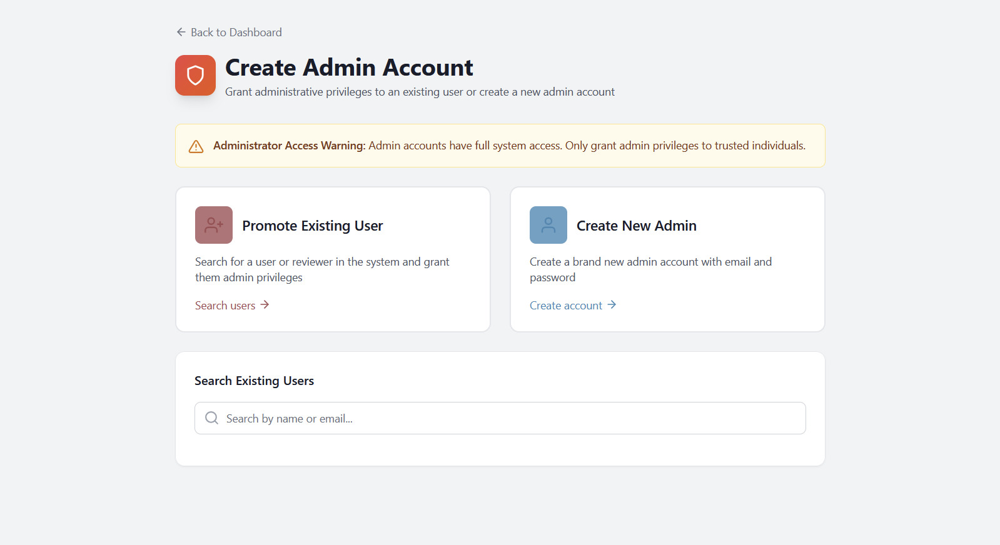 Back to Dashboard
Create Admin Account
Grant administrative privileges to an existing user or create a new admin account
Administrator Access Warning: Admin accounts have full system access. Only grant admin privileges to trusted individuals.
Promote Existing User
Search for a user or reviewer in the system and grant
them admin privileges
Search users
Create New Admin
Create a brand new admin account with email and
password
Create account
Search Existing Users
Search by name or email...